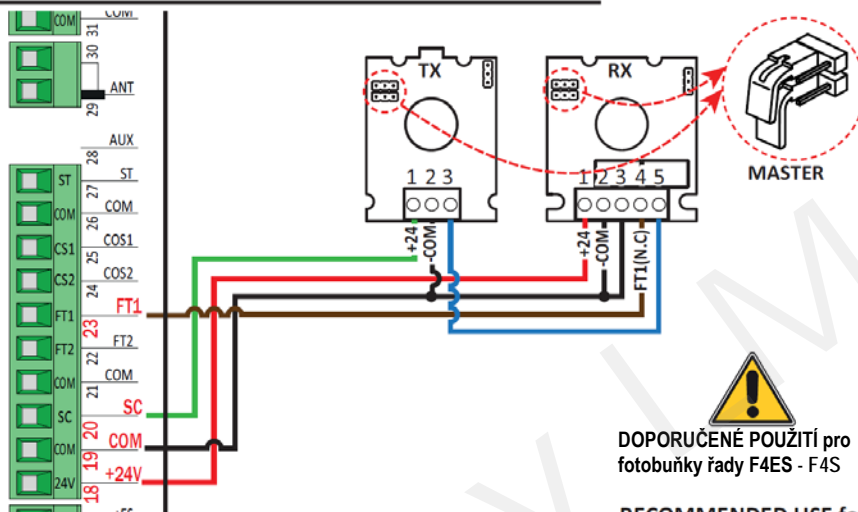 COM
31
COM
30
29
ANT
28
AUX
ST
27
ST
COM
26
COM
CS1
25
COS1
CS2
24
COS2
FT1
23
FT1
FT2
22
FT2
COM
21
COM
SC
20
SC
COM
19
COM
24V
18
+24V
TX
1 2 3
+24
-COM
RX
1 2 3 4 5
+24
-COM
FT1(N.C)
MASTER
DOPORUČENÉ POUŽITÍ pro
fotobuňky řady F4ES - F4S